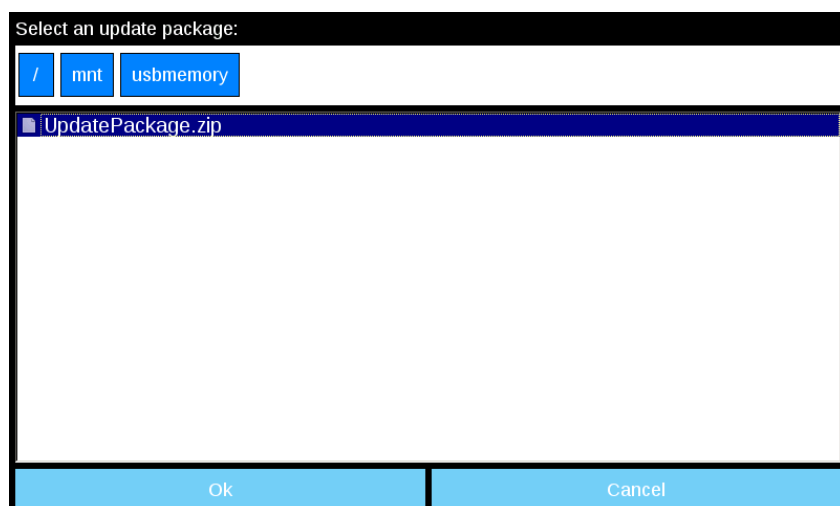 Select an update package:
/ mnt usbmemory
UpdatePackage.zip
Ok Cancel